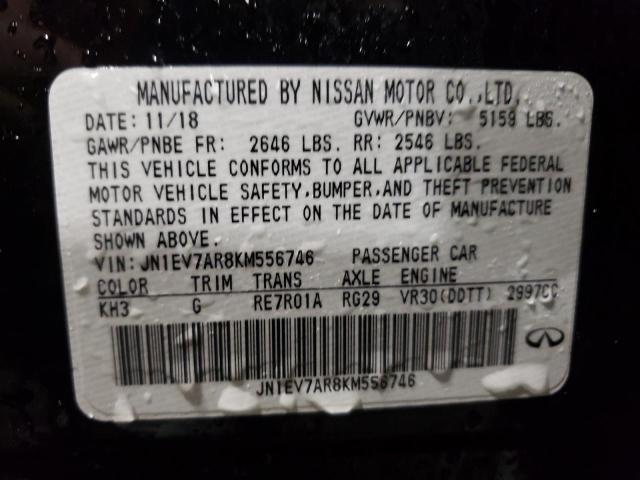 MANUFACTURED BY NISSAN MOTOR CO.,LTD.
DATE: 11/18 GVWR/PNBV: 5159 LBS.
GAWR/PNBE FR: 2646 LBS. RR: 2546 LBS.
THIS VEHICLE CONFORMS TO ALL APPLICABLE FEDERAL
MOTOR VEHICLE SAFETY,BUMPER,AND THEFT PREVENTION
STANDARDS IN EFFECT ON THE DATE OF MANUFACTURE
SHOWN ABOVE.
VIN: JN1EV7AR8KM556746 PASSENGER CAR
COLOR TRIM TRANS AXLE ENGINE
KH3 G RE7R01A RG29 VR30(DDTT) 2997CC
JN1EV7AR8KM556746